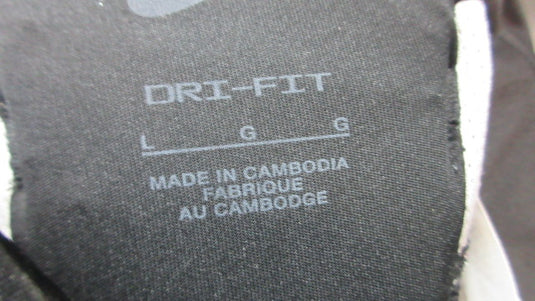 DRI-FIT
L G G
MADE IN CAMBODIA
FABRIQUE
AU CAMBODGE